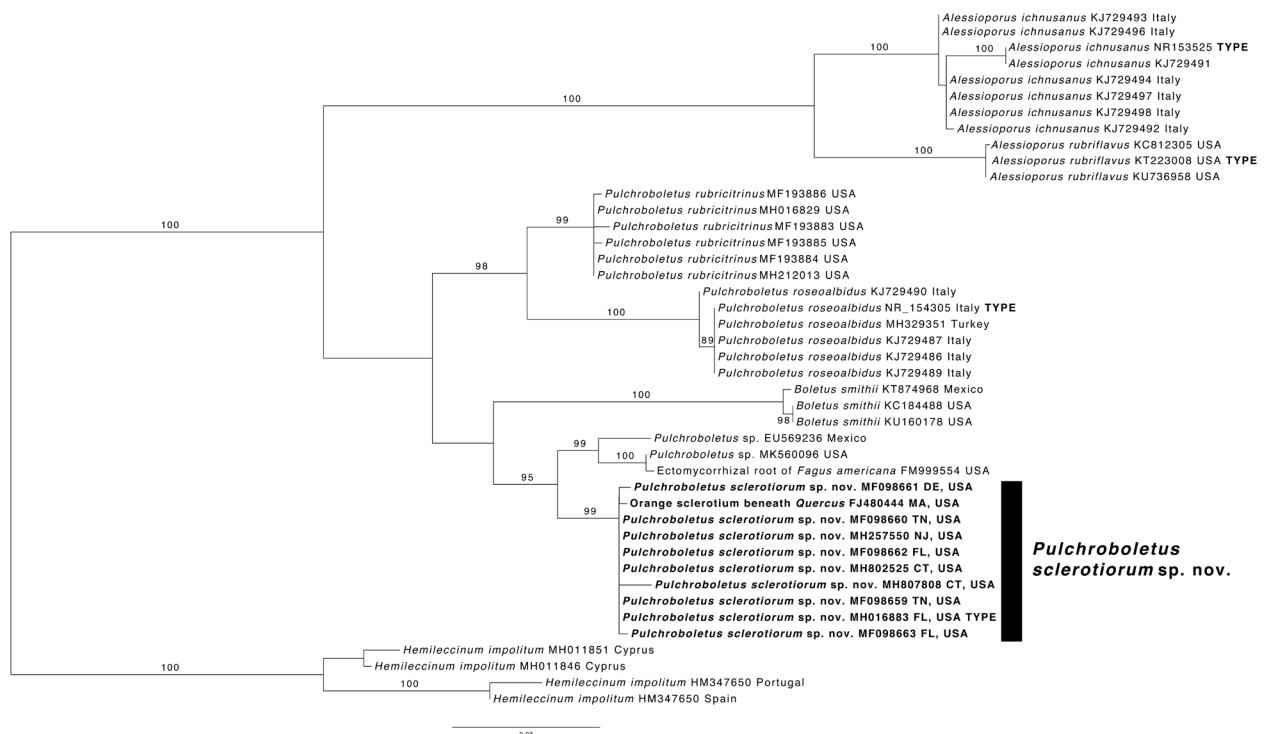 Alessioporus ichnusanus KJ729493 Italy
Alessioporus ichnusanus KJ729496 Italy
100
100
Alessioporus ichnusanus NR153525 TYPE
Alessioporus ichnusanus KJ729491
Alessioporus ichnusanus KJ729494 Italy
100
Alessioporus ichnusanus KJ729497 Italy
Alessioporus ichnusanus KJ729498 Italy
Alessioporus ichnusanus KJ729492 Italy
Alessioporus rubriflavus KC812305 USA
100
Alessioporus rubriflavus KT223008 USA TYPE
Alessioporus rubriflavus KU736958 USA
Pulchroboletus rubricitrinus MF193886 USA
Pulchroboletus rubricitrinus MH016829 USA
99
100
Pulchroboletus rubricitrinus MF193883 USA
Pulchroboletus rubricitrinus MF193885 USA
Pulchroboletus rubricitrinus MF193884 USA
98
Pulchroboletus rubricitrinus MH212013 USA
Pulchroboletus roseoalbidus KJ729490 Italy
Pulchroboletus roseoalbidus NR_154305 Italy TYPE
100
Pulchroboletus roseoalbidus MH329351 Turkey
89
Pulchroboletus roseoalbidus KJ729487 Italy
Pulchroboletus roseoalbidus KJ729486 Italy
Pulchroboletus roseoalbidus KJ729489 Italy
Boletus smithii KT874968 Mexico
100
Boletus smithii KC184488 USA
98
Boletus smithii KU160178 USA
Pulchroboletus sp. EU569236 Mexico
99
Pulchroboletus sp. MK560096 USA
100
Ectomycorrhizal root of Fagus americana FM999554 USA
95
Pulchroboletus sclerotiorum sp. nov. MF098661 DE, USA
Orange sclerotium beneath Quercus FJ480444 MA, USA
99
Pulchroboletus sclerotiorum sp. nov. MF098660 TN, USA
Pulchroboletus sclerotiorum sp. nov. MH257550 NJ, USA
Pulchroboletus sclerotiorum sp. nov. MF098662 FL, USA
Pulchroboletus sclerotiorum sp. nov. MH802525 CT, USA
Pulchroboletus sclerotiorum sp. nov. MH807808 CT, USA
Pulchroboletus sclerotiorum sp. nov. MF098659 TN, USA
Pulchroboletus sclerotiorum sp. nov. MH016883 FL, USA TYPE
Pulchroboletus sclerotiorum sp. nov. MF098663 FL, USA
Pulchroboletus
sclerotiorum sp. nov.
Hemileccinum impolitum MH011851 Cyprus
100
Hemileccinum impolitum MH011846 Cyprus
100
Hemileccinum impolitum HM347650 Portugal
Hemileccinum impolitum HM347650 Spain